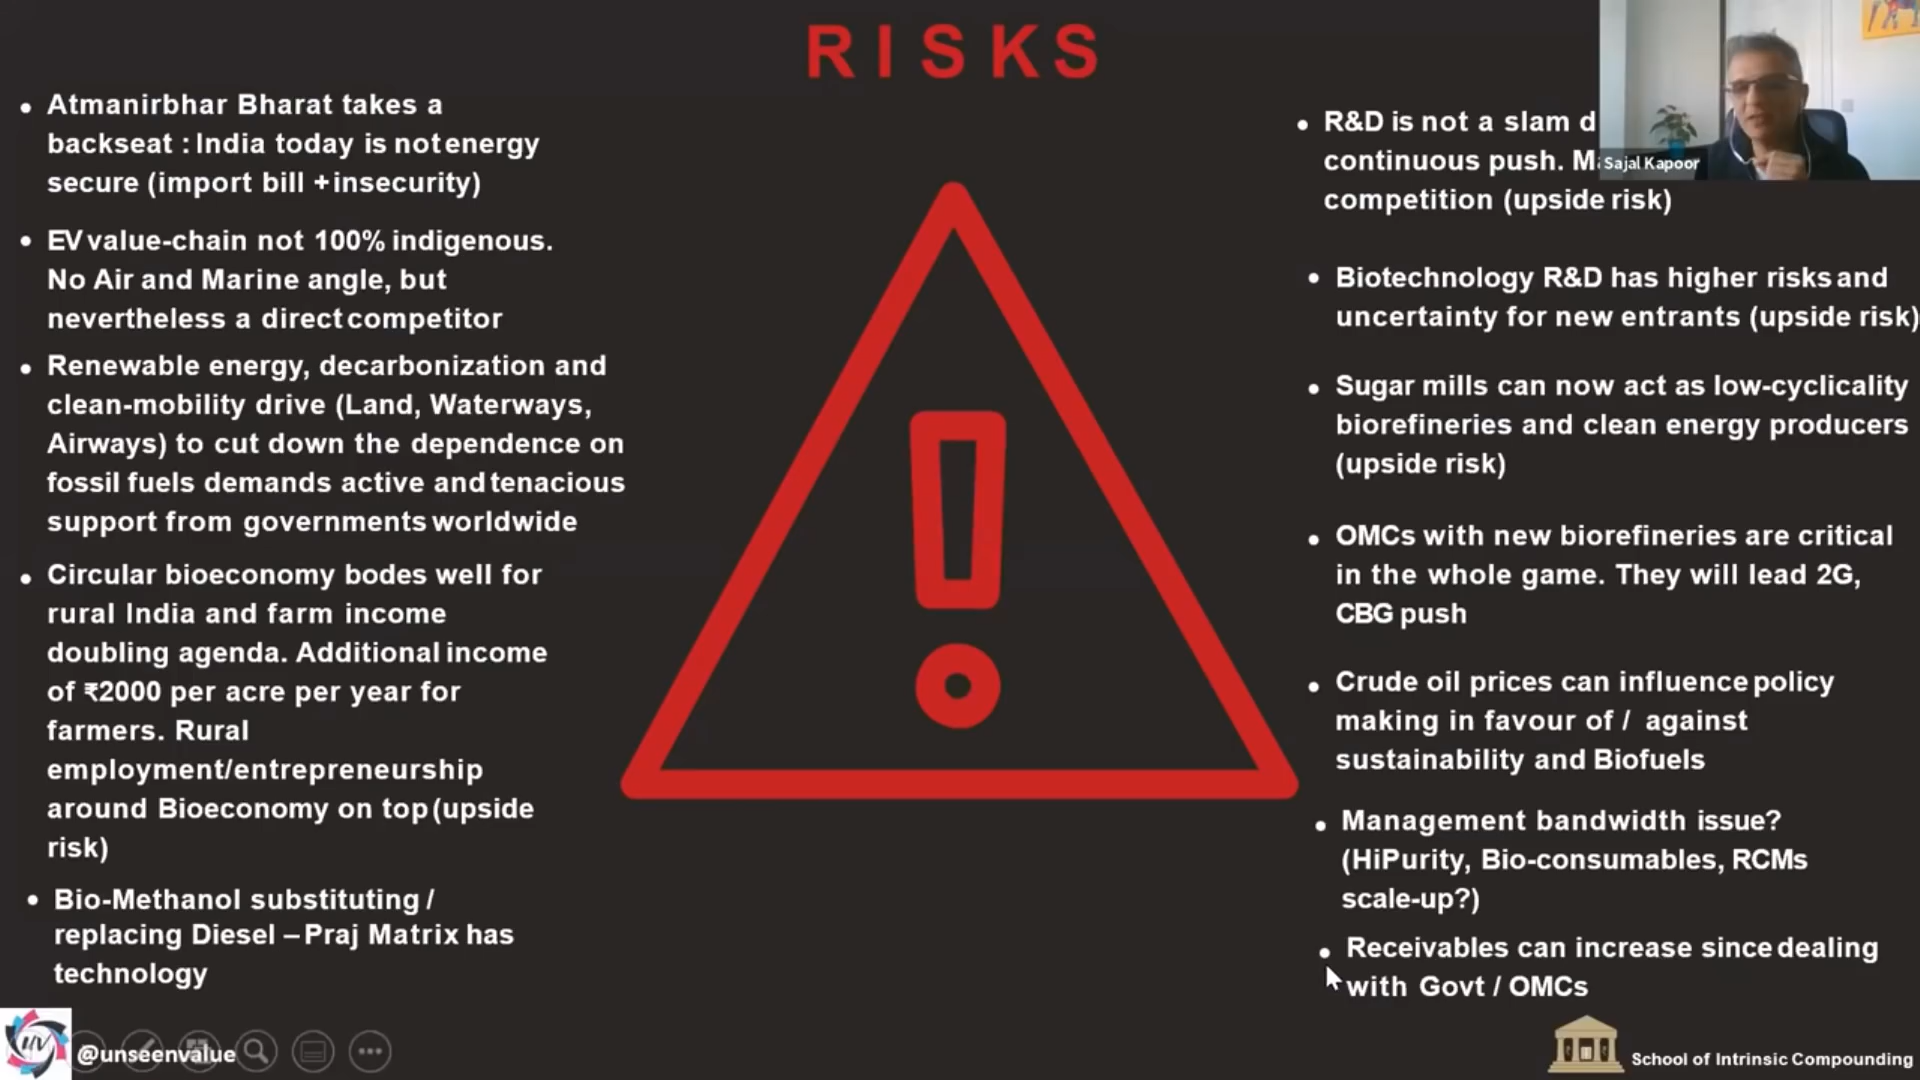 RISKS
Atmanirbhar Bharat takes a
backseat : India today is not energy
secure (import bill + insecurity)
EV value-chain not 100% indigenous.
No Air and Marine angle, but
nevertheless a direct competitor
Renewable energy, decarbonization and
clean-mobility drive (Land, Waterways,
Airways) to cut down the dependence on
fossil fuels demands active and tenacious
support from governments worldwide
Circular bioeconomy bodes well for
rural India and farm income
doubling agenda. Additional income
of ₹2000 per acre per year for
farmers. Rural
employment/entrepreneurship
around Bioeconomy on top (upside
risk)
Bio-Methanol substituting /
replacing Diesel – Praj Matrix has
technology
R&D is not a slam
continuous push.
competition (upside risk)
Sajal Kapoor
Biotechnology R&D has higher risks and
uncertainty for new entrants (upside risk)
Sugar mills can now act as low-cyclicality
biorefineries and clean energy producers
(upside risk)
OMCs with new biorefineries are critical
in the whole game. They will lead 2G,
CBG push
Crude oil prices can influence policy
making in favour of / against
sustainability and Biofuels
Management bandwidth issue?
(HiPurity, Bio-consumables, RCMs
scale-up?)
Receivables can increase since dealing
with Govt / OMCs
UV
@unseenvalue
School of Intrinsic Compounding